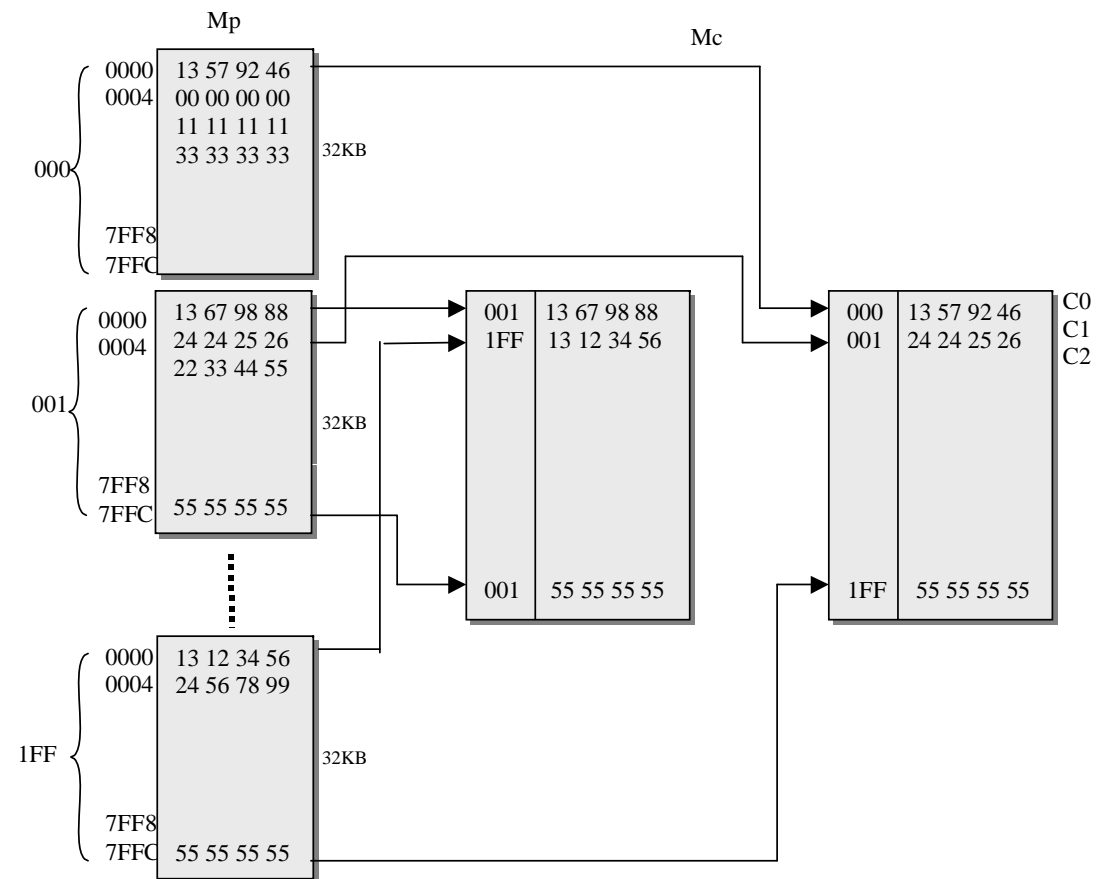 Mp
Mc
0000 13 57 92 46
0004 00 00 00 00
11 11 11 11
33 33 33 33
32KB
000
7FF8
7FFC
0000 13 67 98 88
0004 24 24 25 26
22 33 44 55
001
32KB
7FF8
7FFC 55 55 55 55
001 13 67 98 88
1FF 13 12 34 56
001 55 55 55 55
000 13 57 92 46 C0
001 24 24 25 26 C1
C2
1FF 55 55 55 55
0000 13 12 34 56
0004 24 56 78 99
1FF
32KB
7FF8
7FFC 55 55 55 55